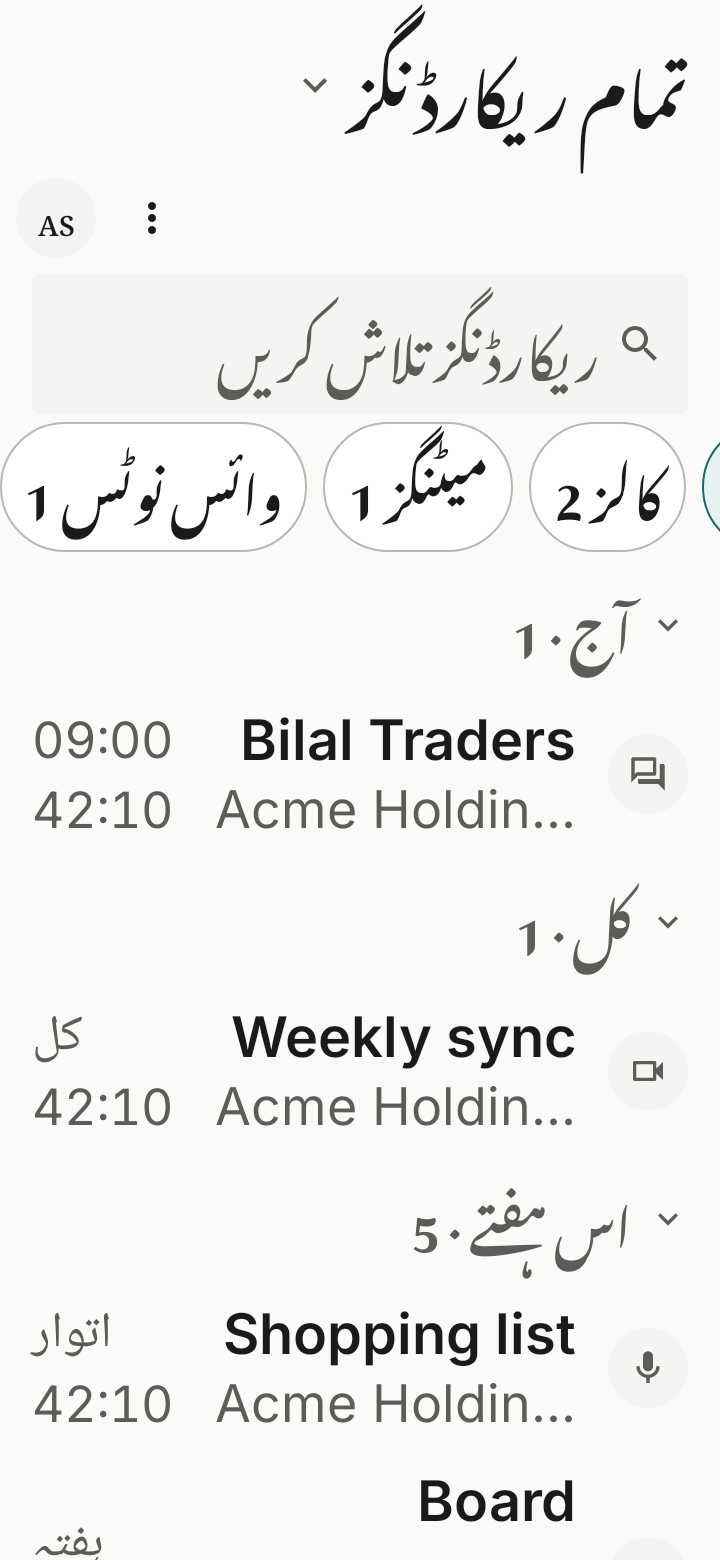 تمام ریکارڈنگز
AS
ریکارڈنگز تلاش کریں
کالز 2
میٹنگز 1
وائس نوٹس 1
آج · 1
Bilal Traders
09:00
Acme Holdin...
42:10
کل · 1
Weekly sync
کل
Acme Holdin...
42:10
اس ہفتے · 5
Shopping list
اتوار
Acme Holdin...
42:10
Board
ہفتہ